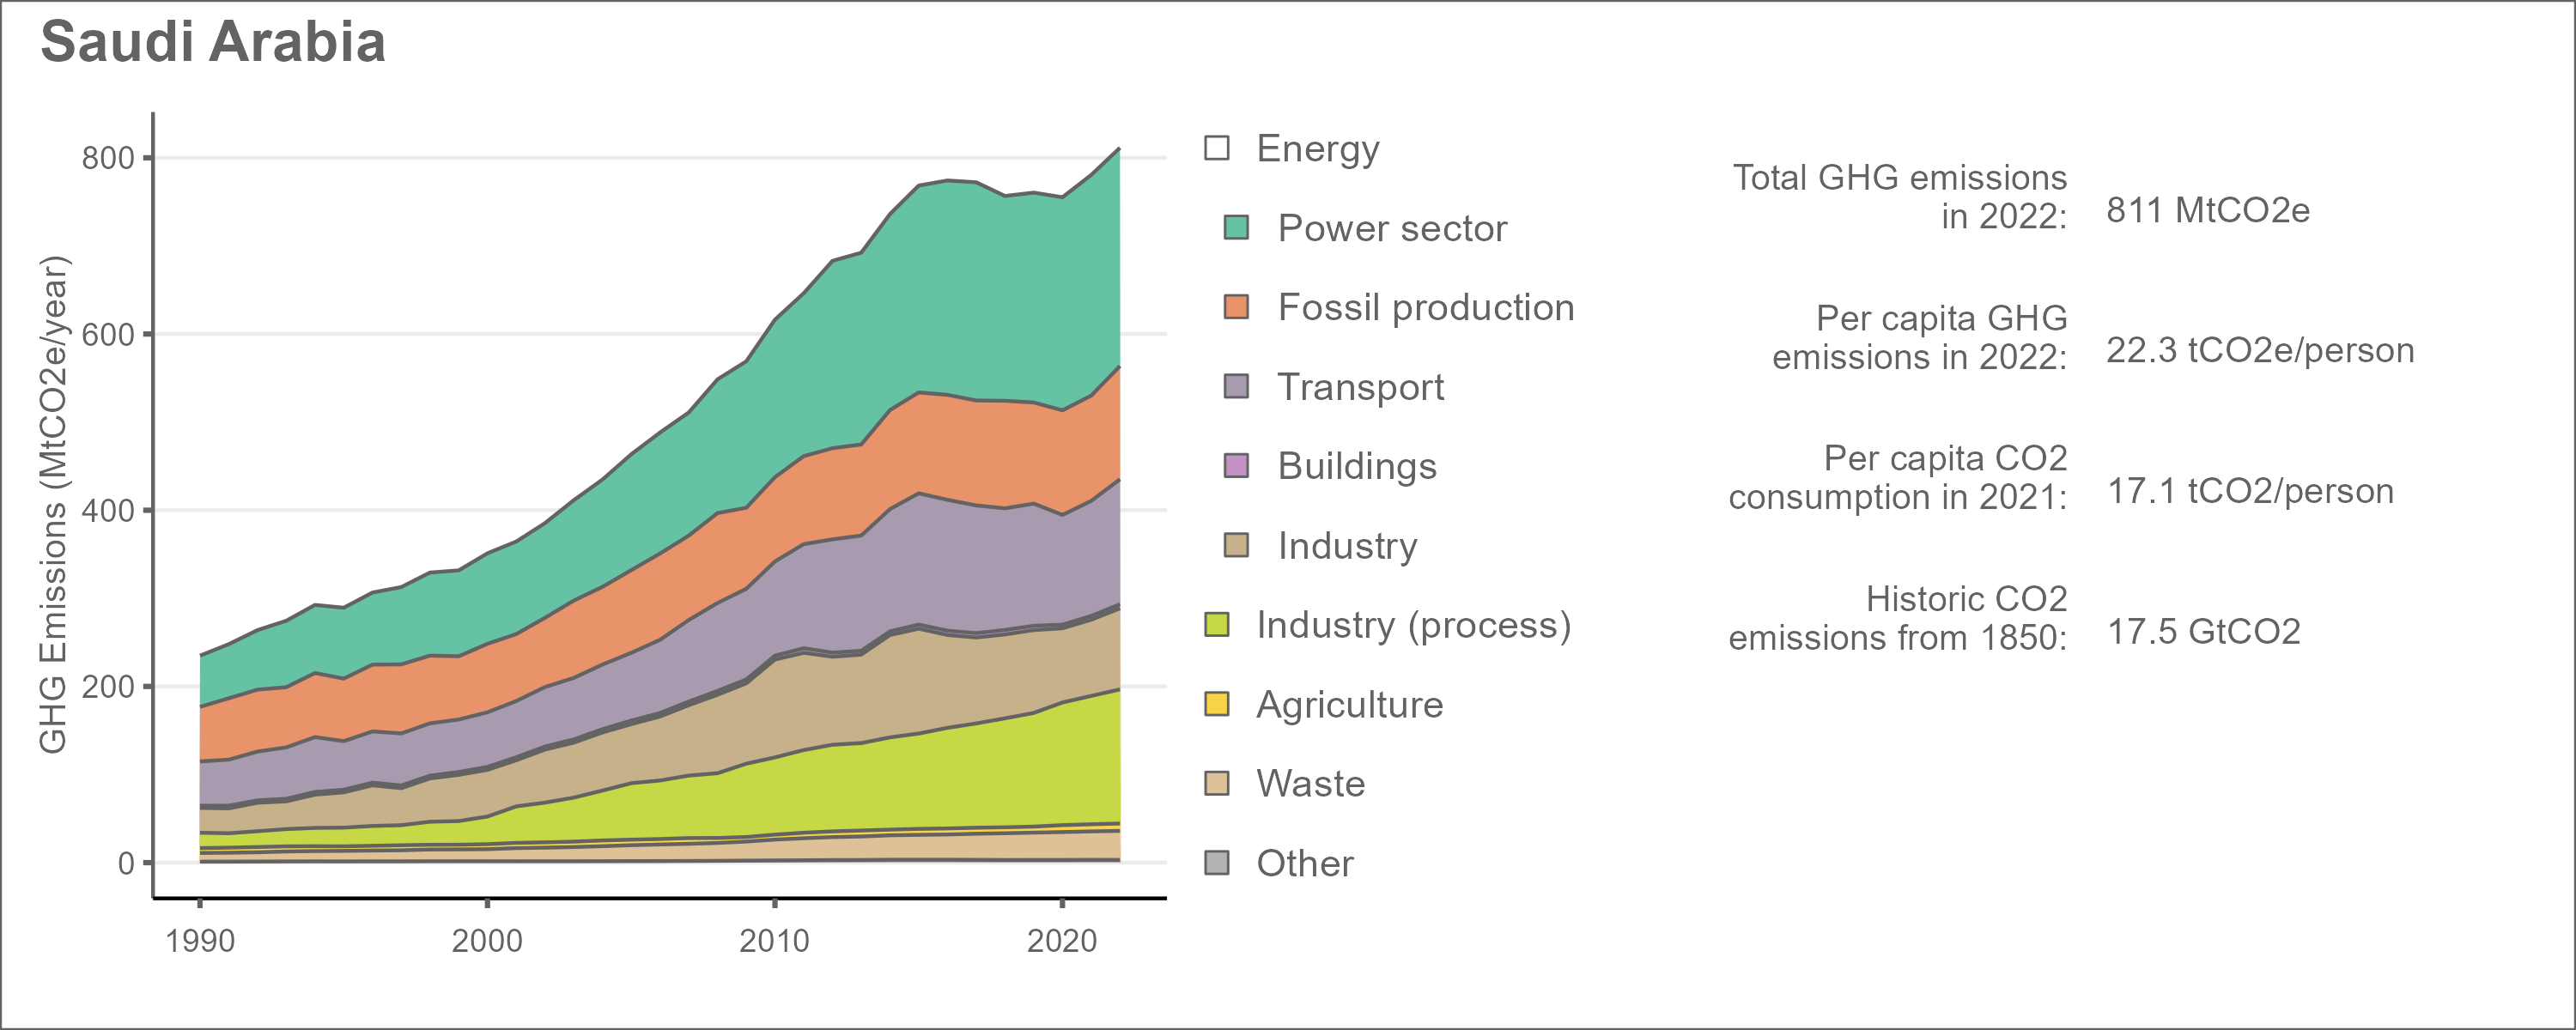 Saudi Arabia
GHG Emissions (MtCO2e/year)
800
600
400
200
0
1990
2000
2010
2020
Energy
Power sector
Fossil production
Transport
Buildings
Industry
Industry (process)
Agriculture
Waste
Other
Total GHG emissions
in 2022:
811 MtCO2e
Per capita GHG
emissions in 2022:
22.3 tCO2e/person
Per capita CO2
consumption in 2021:
17.1 tCO2/person
Historic CO2
emissions from 1850:
17.5 GtCO2